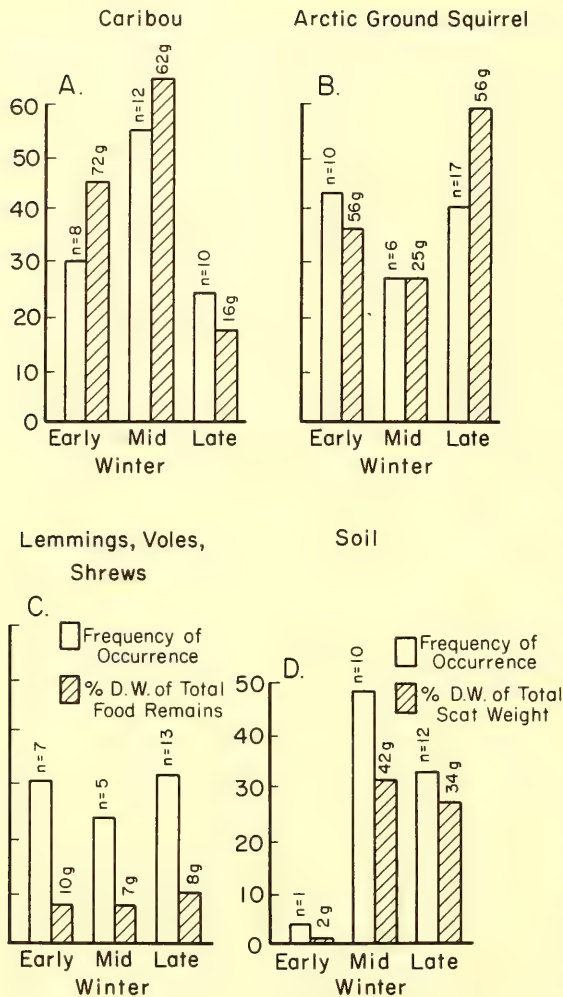 Caribou
Arctic Ground Squirrel
A.
60
50
40
30
20
10
0
n=8
72g
n=12
62g
n=10
16g
Early Mid Late
Winter
B.
n=10
56g
n=6
25g
n=17
56g
Early Mid Late
Winter
Lemmings, Voles,
Shrews
C.
Frequency of
Occurrence
% D.W. of Total
Food Remains
n=7
10g
n=5
7g
n=13
8g
Early Mid Late
Winter
Soil
D.
Frequency of
Occurrence
% D.W. of Total
Scat Weight
50
40
30
20
10
0
n=1
2g
n=10
42g
n=12
34g
Early Mid Late
Winter